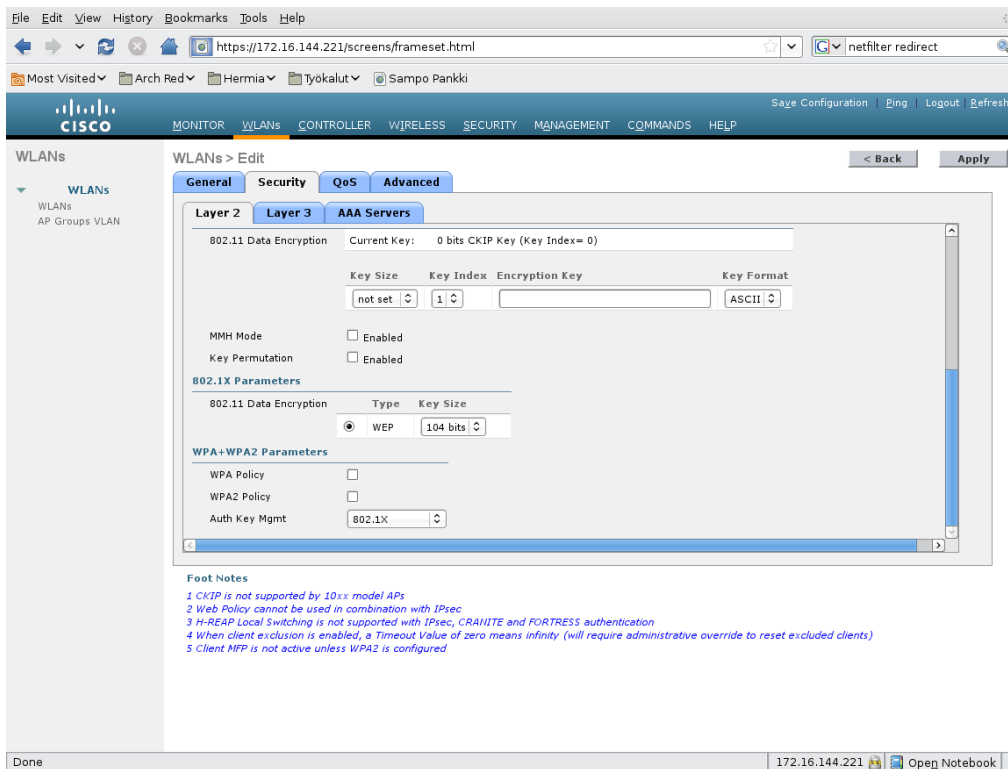 File Edit View History Bookmarks Tools Help
https://172.16.144.221/screens/frameset.html
netfilter redirect
Most Visited Arch Red Hermia Työkalut Sampo Pankki
Save Configuration | Ping | Logout | Refresh
CISCO
MONITOR WLANs CONTROLLER WIRELESS SECURITY MANAGEMENT COMMANDS HELP
WLANs
WLANs
WLANs
AP Groups VLAN
WLANs > Edit
< Back
Apply
General Security QoS Advanced
Layer 2 Layer 3 AAA Servers
802.11 Data Encryption Current Key: 0 bits CKIP Key (Key Index= 0)
Key Size Key Index Encryption Key Key Format
not set 1 ASCII
MMH Mode Enabled
Key Permutation Enabled
802.1X Parameters
802.11 Data Encryption Type Key Size
WEP 104 bits
WPA+WPA2 Parameters
WPA Policy
WPA2 Policy
Auth Key Mgmt 802.1X
Foot Notes
1 CKIP is not supported by 10xx model APs
2 Web Policy cannot be used in combination with IPsec
3 H-REAP Local Switching is not supported with IPsec, CRANITE and FORTRESS authentication
4 When client exclusion is enabled, a Timeout Value of zero means infinity (will require administrative override to reset excluded clients)
5 Client MFP is not active unless WPA2 is configured
Done
172.16.144.221
Open Notebook